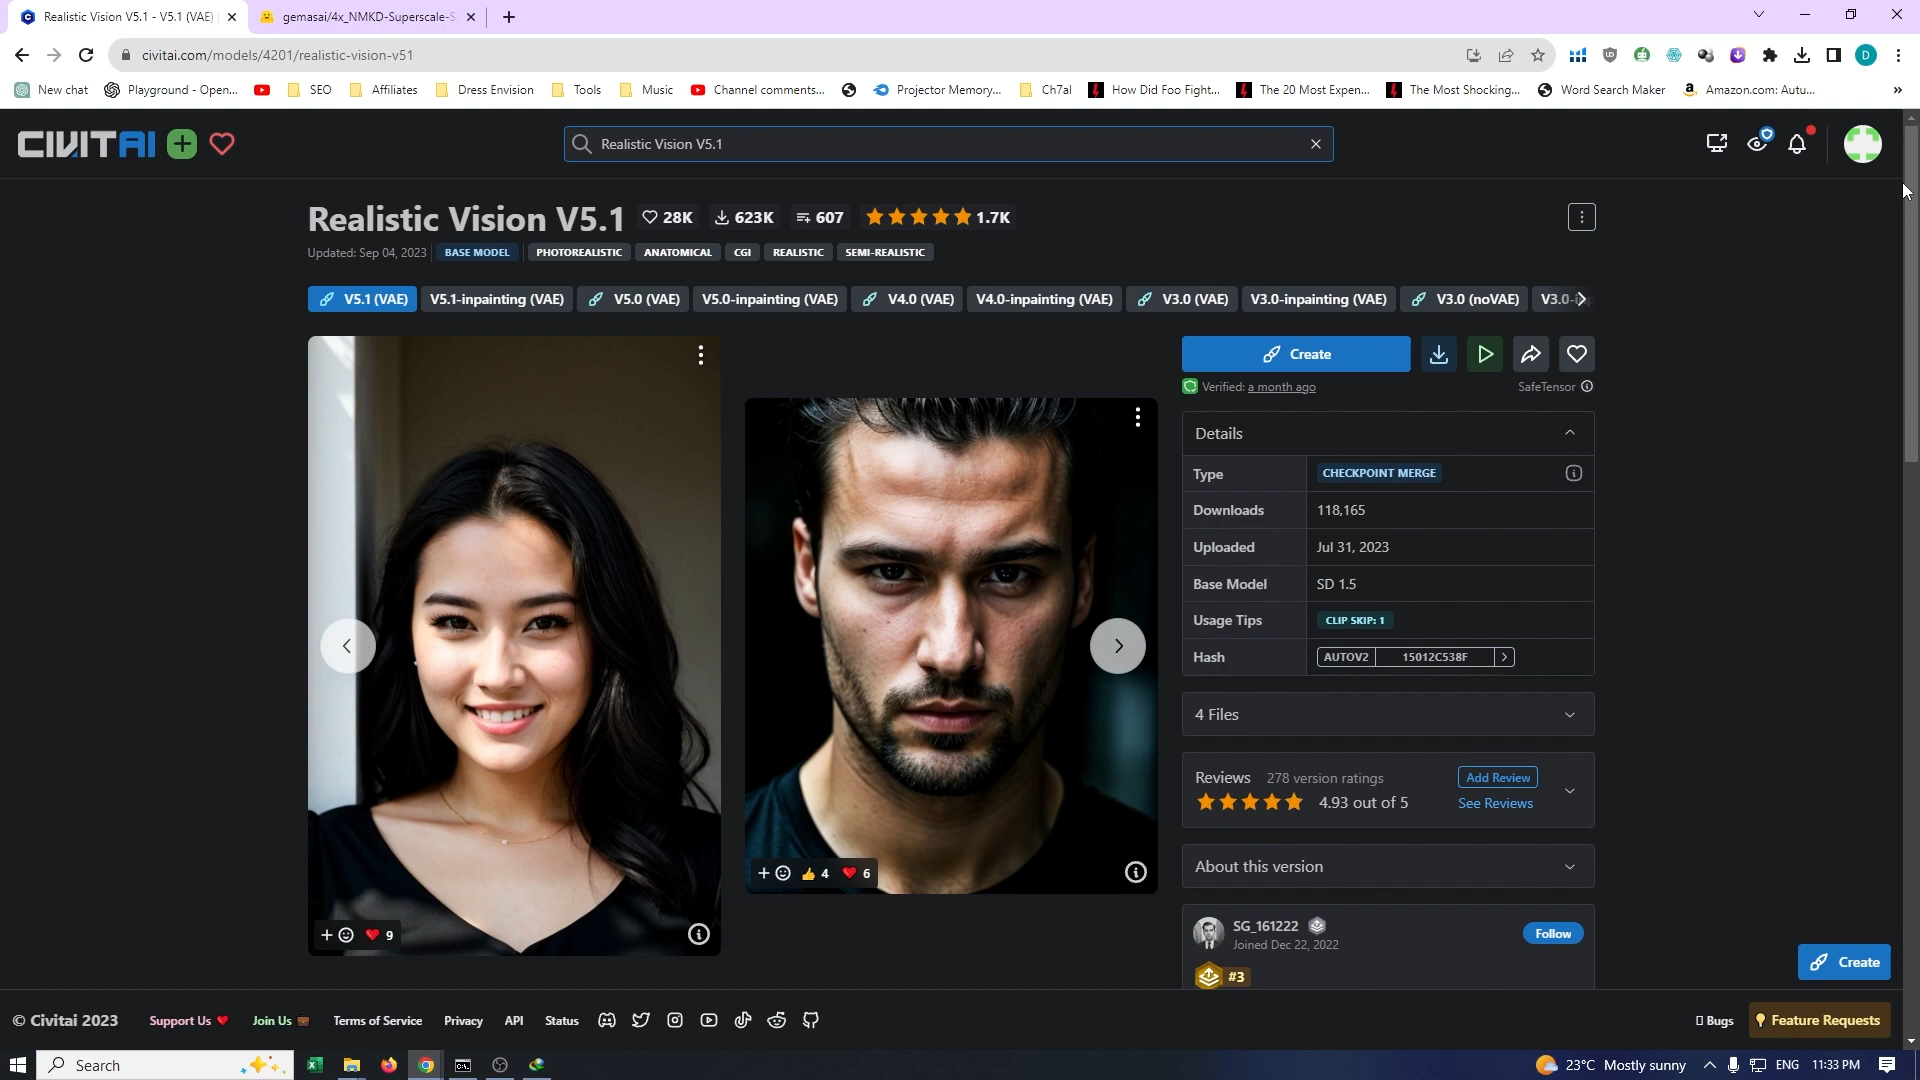 Realistic Vision V5.1 - V5.1 (VAE)
gemasai/4x_NMKD-Superscale-S
civitai.com/models/4201/realistic-vision-v51
D
New chat
Playground - Open...
SEO
Affiliates
Dress Envision
Tools
Music
Channel comments...
Projector Memory...
Ch7al
How Did Foo Fight...
The 20 Most Expen...
The Most Shocking...
Word Search Maker
Amazon.com: Autu...
CIVITAI
Realistic Vision V5.1
Realistic Vision V5.1 28K 623K 607 1.7K
Updated: Sep 04, 2023 BASE MODEL PHOTOREALISTIC ANATOMICAL CGI REALISTIC SEMI-REALISTIC
V5.1 (VAE) V5.1-inpainting (VAE) V5.0 (VAE) V5.0-inpainting (VAE) V4.0 (VAE) V4.0-inpainting (VAE) V3.0 (VAE) V3.0-inpainting (VAE) V3.0 (noVAE) V3.0-inp
Create
Verified: a month ago
SafeTensor
Details
Type CHECKPOINT MERGE
Downloads 118,165
Uploaded Jul 31, 2023
Base Model SD 1.5
Usage Tips CLIP SKIP: 1
Hash AUTOV2 15012C538F
4 Files
Reviews 278 version ratings Add Review
4.93 out of 5 See Reviews
About this version
4 6
9
SG_161222
Joined Dec 22, 2022
Follow
#3
Create
© Civitai 2023 Support Us Join Us Terms of Service Privacy API Status
Bugs
Feature Requests
Search
23°C Mostly sunny
ENG
11:33 PM